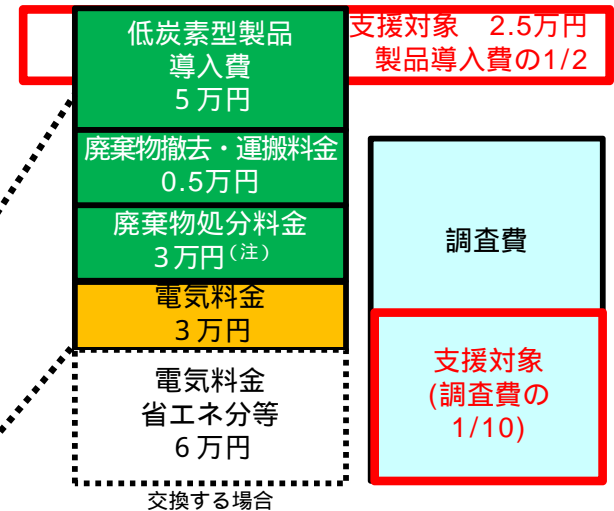 低炭素型製品
導入費
5万円
支援対象　2.5万円
製品導入費の1/2
廃棄物撤去・運搬料金
0.5万円
廃棄物処分料金
3万円(注)
電気料金
3万円
電気料金
省エネ分等
6万円
交換する場合
調査費
支援対象
(調査費の
1/10)